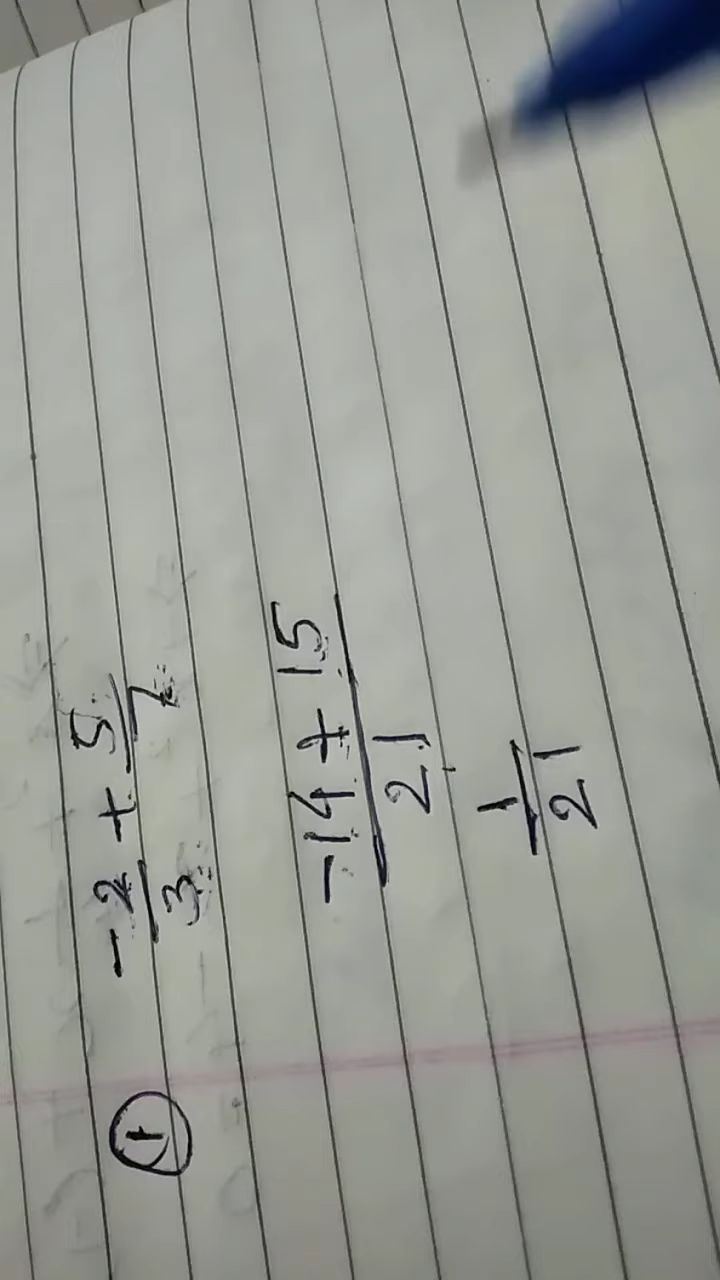 ① -2/3 + 5/7
-14 + 15/21
1/21